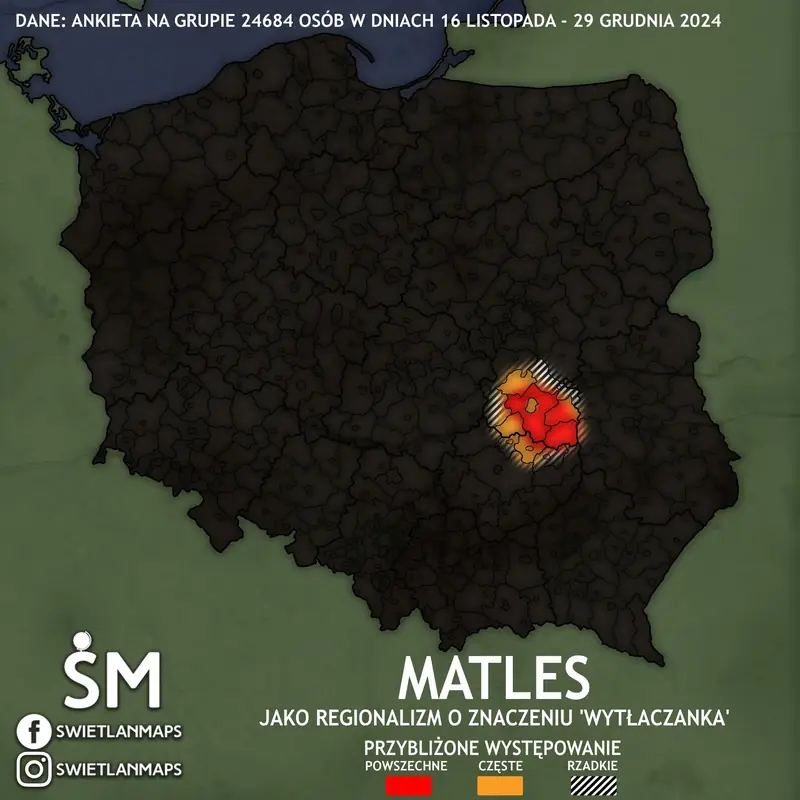 DANE: ANKIETA NA GRUPIE 24684 OSÓB W DNIACH 16 LISTOPADA - 29 GRUDNIA 2024
ŚM
SWIETLANMAPS
SWIETLANMAPS
MATLES
JAKO REGIONALIZM O ZNACZENIU 'WYTŁACZANKA'
PRZYBLIŻONE WYSTĘPOWANIE
POWSZECHNE CZĘSTE RZADKIE